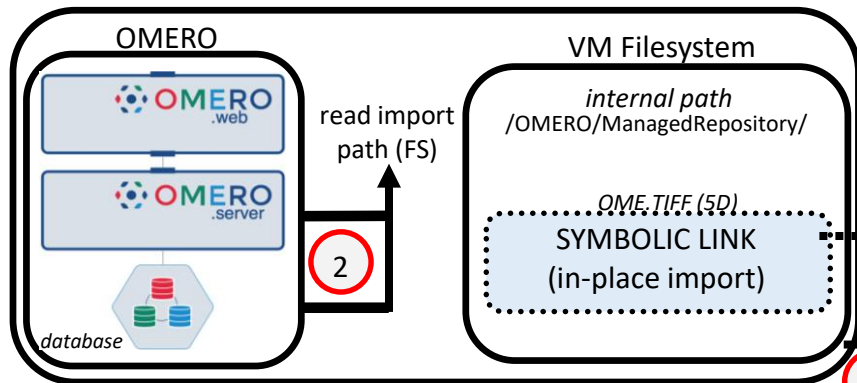 OMERO
OMERO
.web
OMERO
.server
database
read import
path (FS)
2
VM Filesystem
internal path
/OMERO/ManagedRepository/
OME.TIFF (5D)
SYMBOLIC LINK
(in-place import)